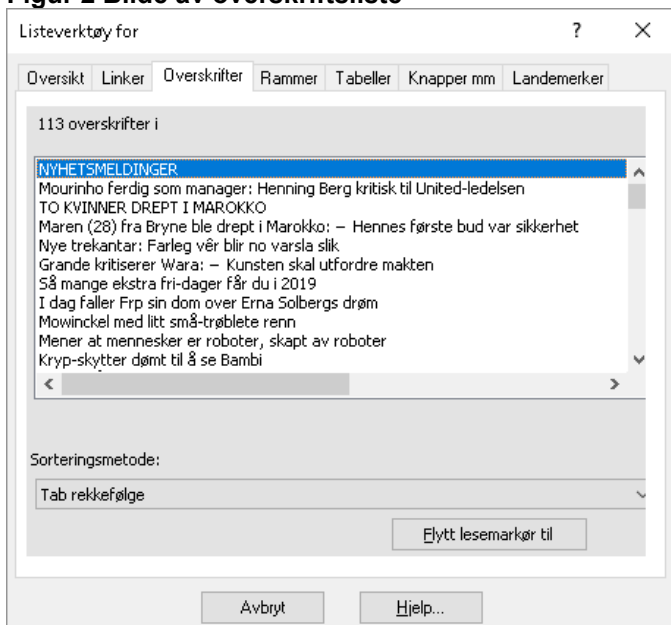 Figur 2 Bilde av overskriftsliste
Listeverktøy for ? ×
Oversikt Linker Overskrifter Rammer Tabeller Knapper mm Landemerker
113 overskrifter i
NYHETSMELDINGER
Mourinho ferdig som manager: Henning Berg kritisk til United-ledelsen
TO KVINNER DREPT I MAROKKO
Maren (28) fra Bryne ble drept i Marokko: – Hennes første bud var sikkerhet
Nye trekantar: Farleg vêr blir no varsla slik
Grande kritiserer Wara: – Kunsten skal utfordre makten
Så mange ekstra fri-dager får du i 2019
I dag faller Frp sin dom over Erna Solbergs drøm
Mowinckel med litt små-trøblete renn
Mener at mennesker er roboter, skapt av roboter
Kryp-skytter dømt til å se Bambi
Sorteringsmetode:
Tab rekkefølge
Flytt lesemarkør til
Avbryt Hjelp...